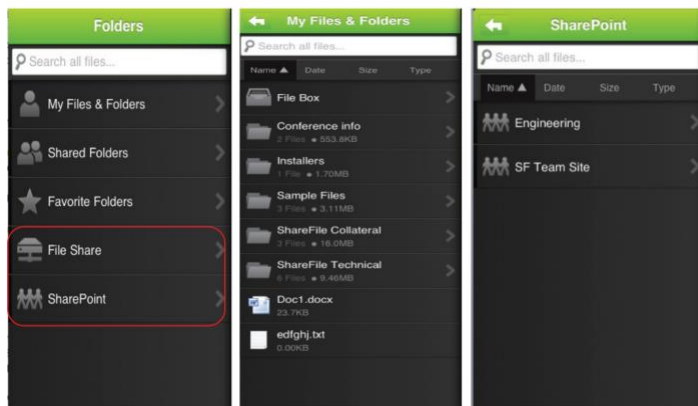 Folders
Search all files...
My Files & Folders
Shared Folders
Favorite Folders
File Share
SharePoint
My Files & Folders
Search all files...
Name ▲ Date Size Type
File Box
Conference info
2 Files ● 553.8KB
Installers
1 File ● 1.70MB
Sample Files
3 Files ● 3.11MB
ShareFile Collateral
3 Files ● 16.0MB
ShareFile Technical
6 Files ● 9.46MB
Doc1.docx
23.7KB
edfghj.txt
0.00KB
SharePoint
Search all files...
Name ▲ Date Size Type
Engineering
SF Team Site